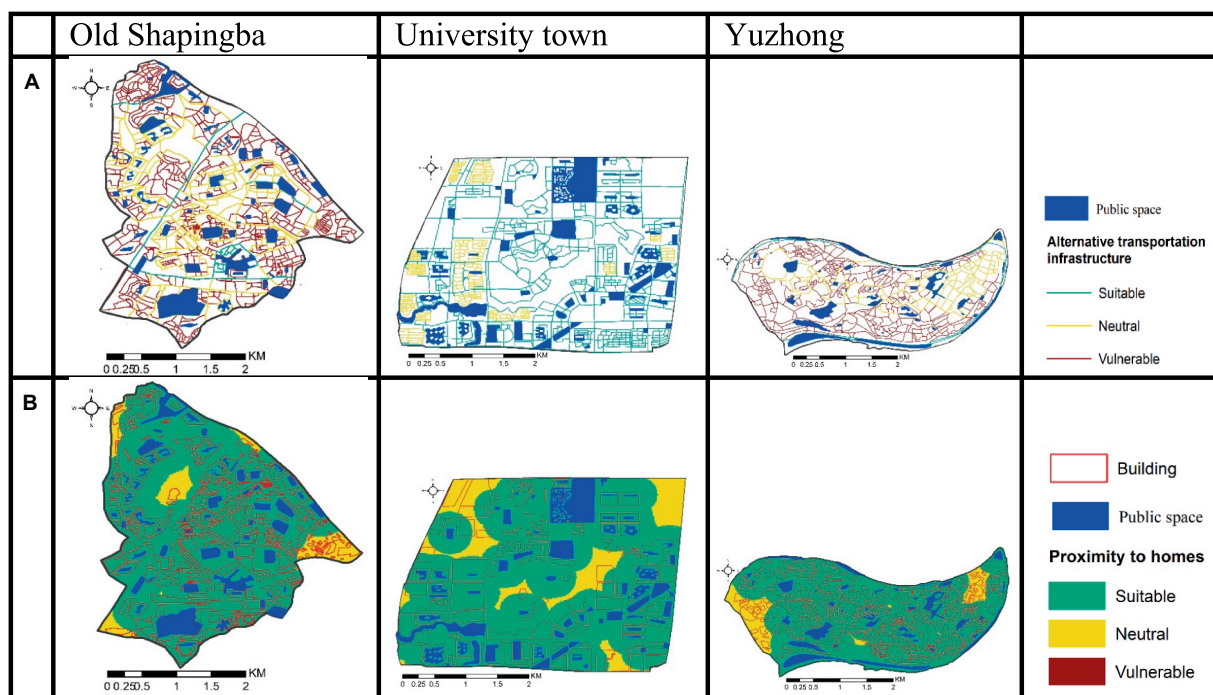 Old Shapingba
University town
Yuzhong
A
N
W E
S
KM
0 0.250.5 1 1.5 2
KM
0 0.25 0.5 1 1.5 2
KM
0 0.25 0.5 1 1.5 2
Public space
Alternative transportation
infrastructure
Suitable
Neutral
Vulnerable
B
N
W E
S
KM
0 0.250.5 1 1.5 2
KM
0 0.25 0.5 1 1.5 2
KM
0 0.25 0.5 1 1.5 2
Building
Public space
Proximity to homes
Suitable
Neutral
Vulnerable